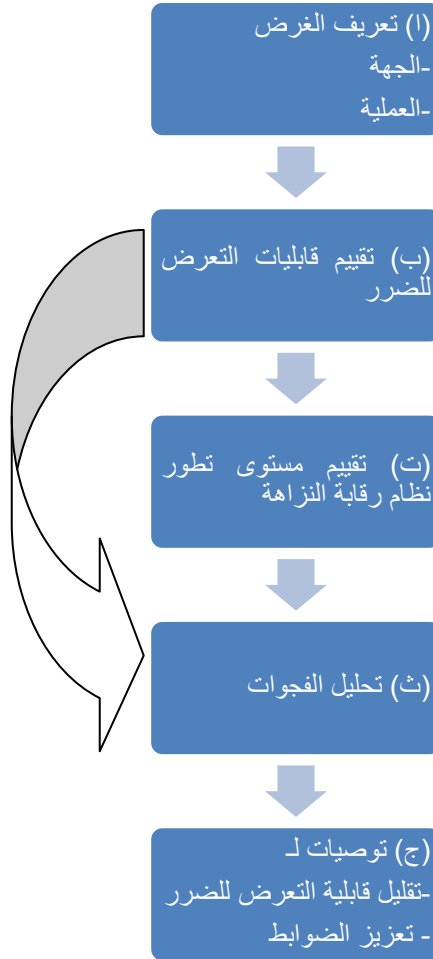 (ا) تعريف الغرض
-الجهة
-العملية
(ب) تقييم قابليات التعرض
للضرر
(ت) تقييم مستوى تطور
نظام رقابة النزاهة
(ث) تحليل الفجوات
(ج) توصيات لـ
-تقليل قابلية التعرض للضرر
- تعزيز الضوابط